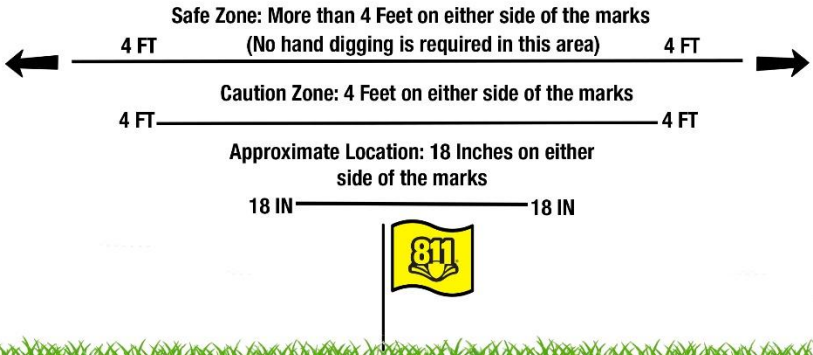 Safe Zone: More than 4 Feet on either side of the marks
4 FT (No hand digging is required in this area) 4 FT
Caution Zone: 4 Feet on either side of the marks
4 FT 4 FT
Approximate Location: 18 Inches on either
side of the marks
18 IN 18 IN
811